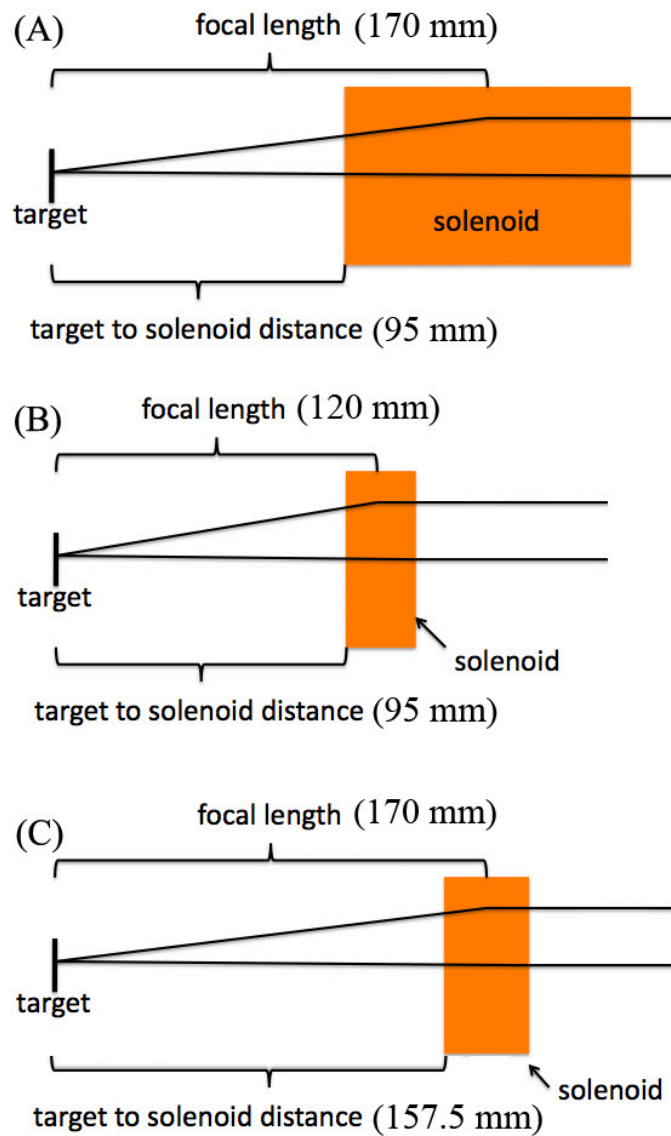 (A)
focal length (170 mm)
target
solenoid
target to solenoid distance (95 mm)
(B)
focal length (120 mm)
target
solenoid
target to solenoid distance (95 mm)
(C)
focal length (170 mm)
target
solenoid
target to solenoid distance (157.5 mm)